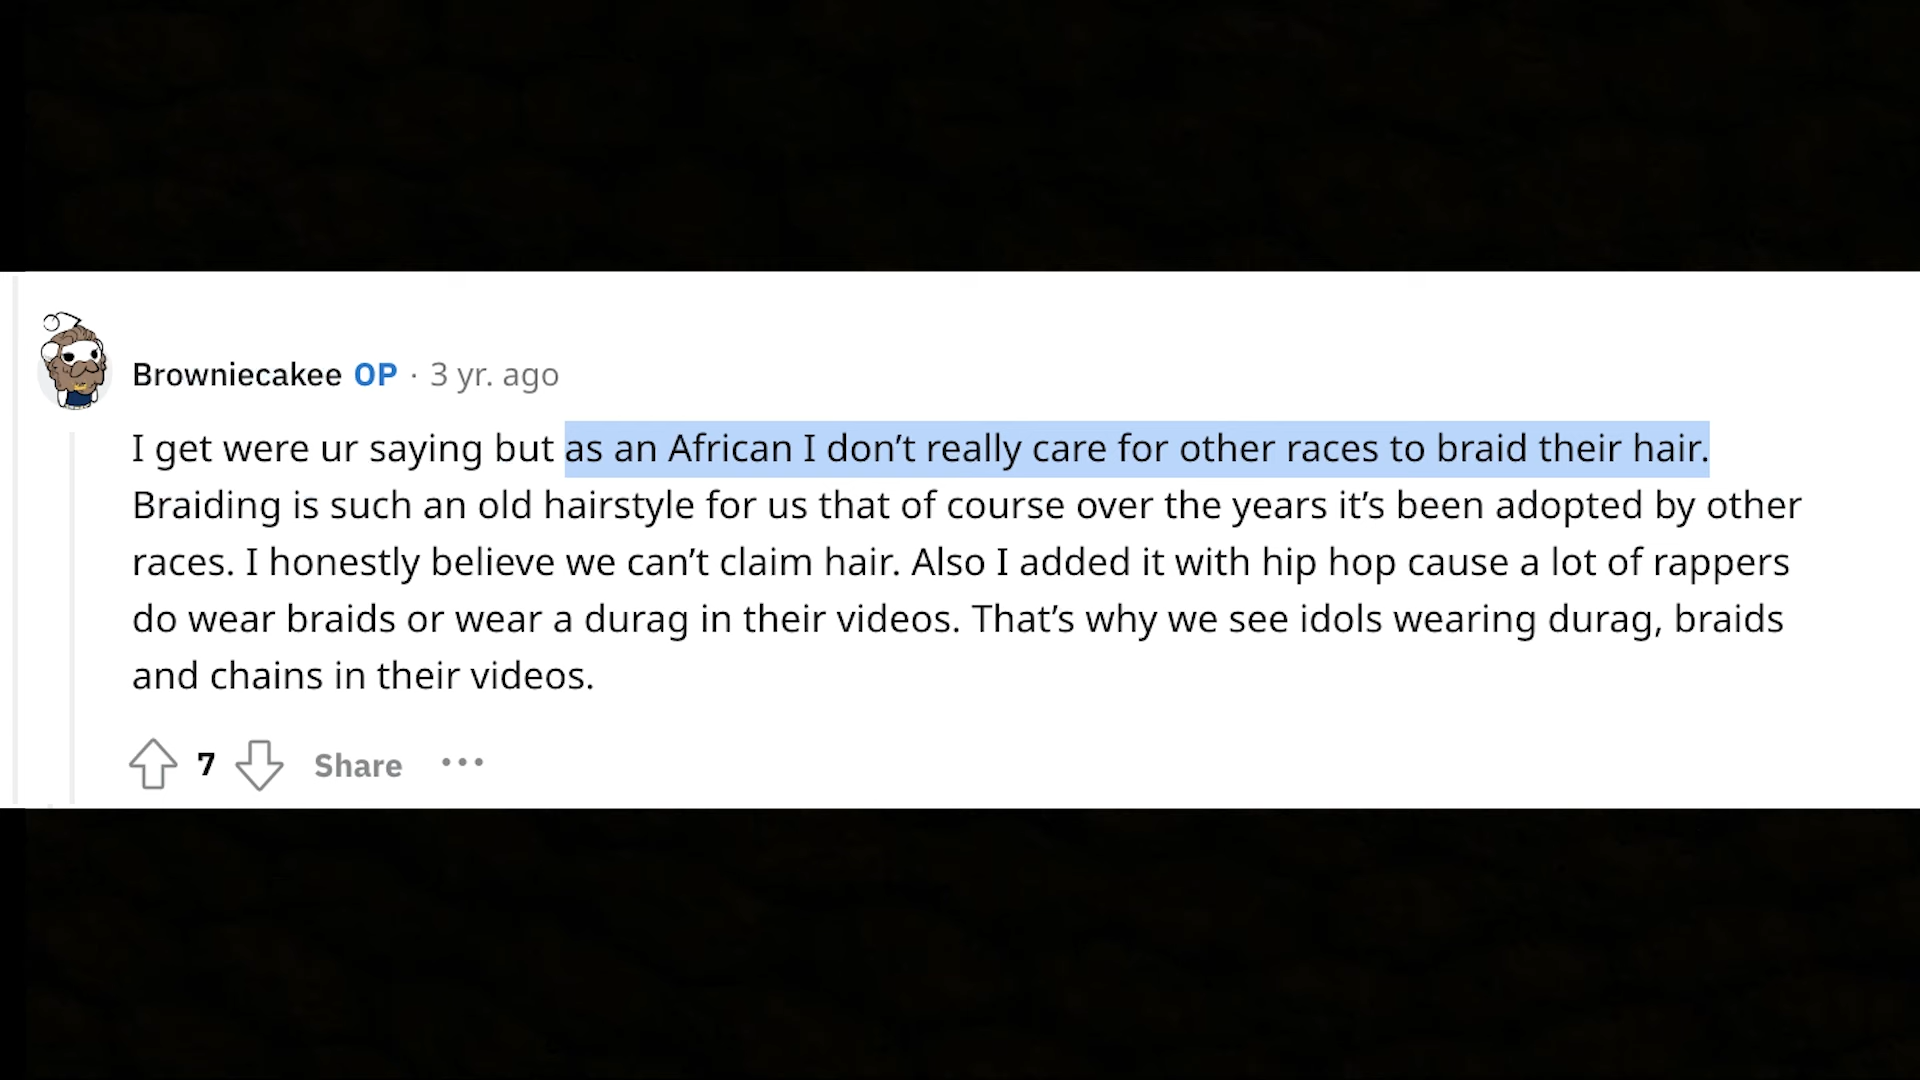 Browniecakee OP · 3 yr. ago
I get were ur saying but as an African I don’t really care for other races to braid their hair.
Braiding is such an old hairstyle for us that of course over the years it’s been adopted by other
races. I honestly believe we can’t claim hair. Also I added it with hip hop cause a lot of rappers
do wear braids or wear a durag in their videos. That’s why we see idols wearing durag, braids
and chains in their videos.
7 Share ···